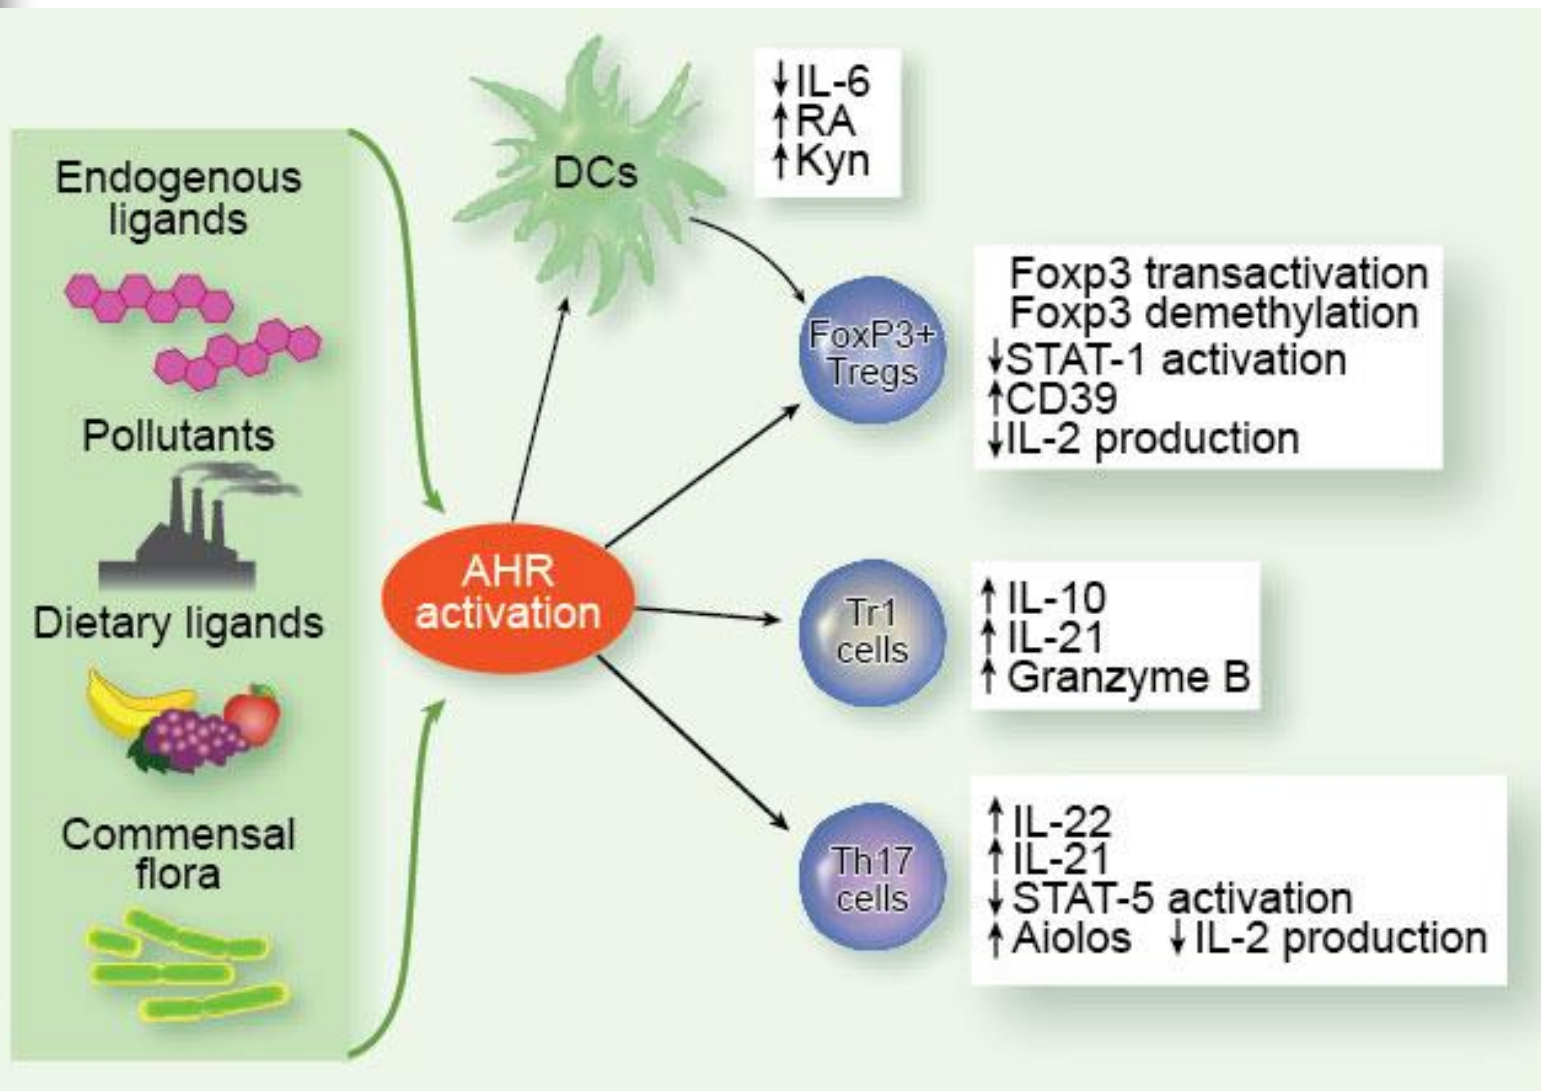 Endogenous
ligands
Pollutants
Dietary ligands
Commensal
flora
AHR
activation
DCs
↓IL-6
↑RA
↑Kyn
FoxP3+
Tregs
Foxp3 transactivation
Foxp3 demethylation
↓STAT-1 activation
↑CD39
↓IL-2 production
Tr1
cells
↑ IL-10
↑ IL-21
↑ Granzyme B
Th17
cells
↑IL-22
↑IL-21
↓STAT-5 activation
↑Aiolos ↓IL-2 production